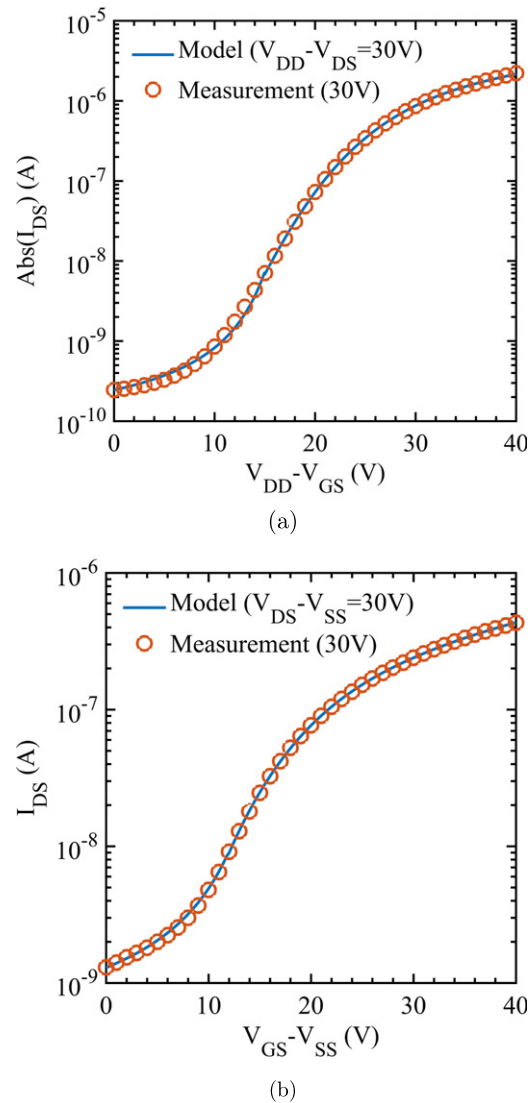 10^-5
Model (V_DD-V_DS=30V)
Measurement (30V)
10^-6
10^-7
10^-8
10^-9
10^-10
Abs(I_DS) (A)
0 10 20 30 40
V_DD-V_GS (V)
(a)
10^-6
Model (V_DS-V_SS=30V)
Measurement (30V)
10^-7
10^-8
10^-9
I_DS (A)
0 10 20 30 40
V_GS-V_SS (V)
(b)